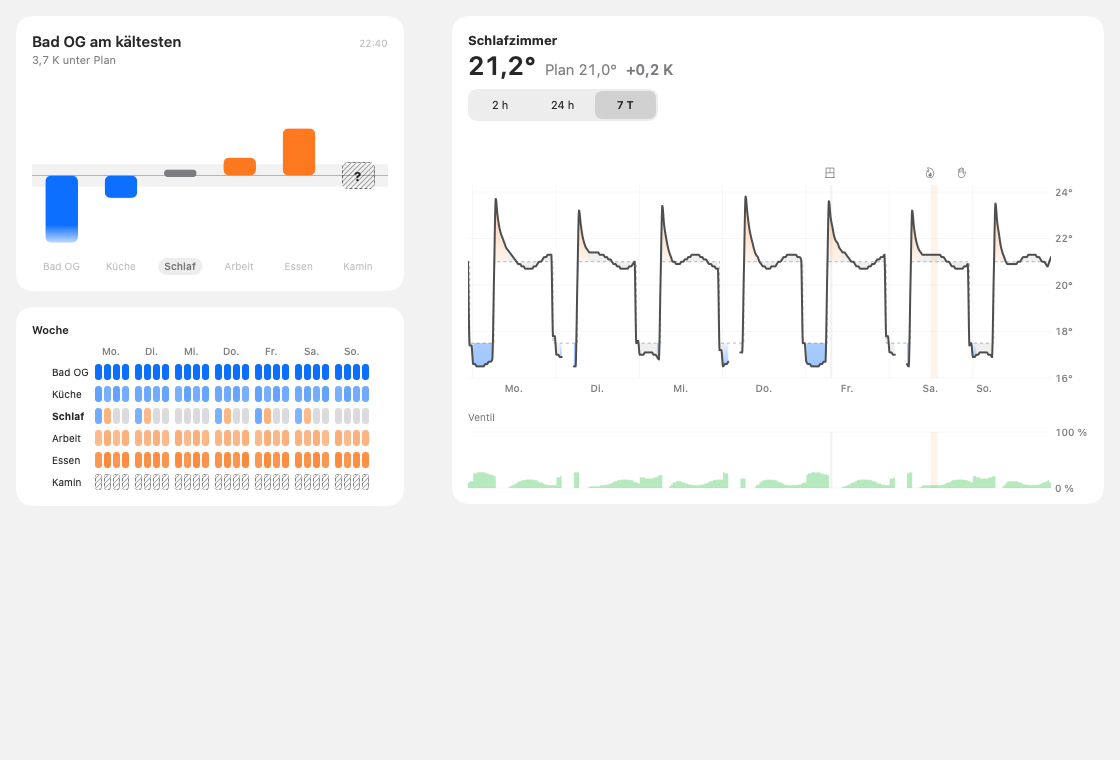 Bad OG am kältesten
22:40
3,7 K unter Plan
?
Bad OG Küche Schlaf Arbeit Essen Kamin
Woche
Mo. Di. Mi. Do. Fr. Sa. So.
Bad OG
Küche
Schlaf
Arbeit
Essen
Kamin
Schlafzimmer
21,2° Plan 21,0° +0,2 K
2 h 24 h 7 T
24°
22°
20°
18°
16°
Mo. Di. Mi. Do. Fr. Sa. So.
Ventil
100 %
0 %